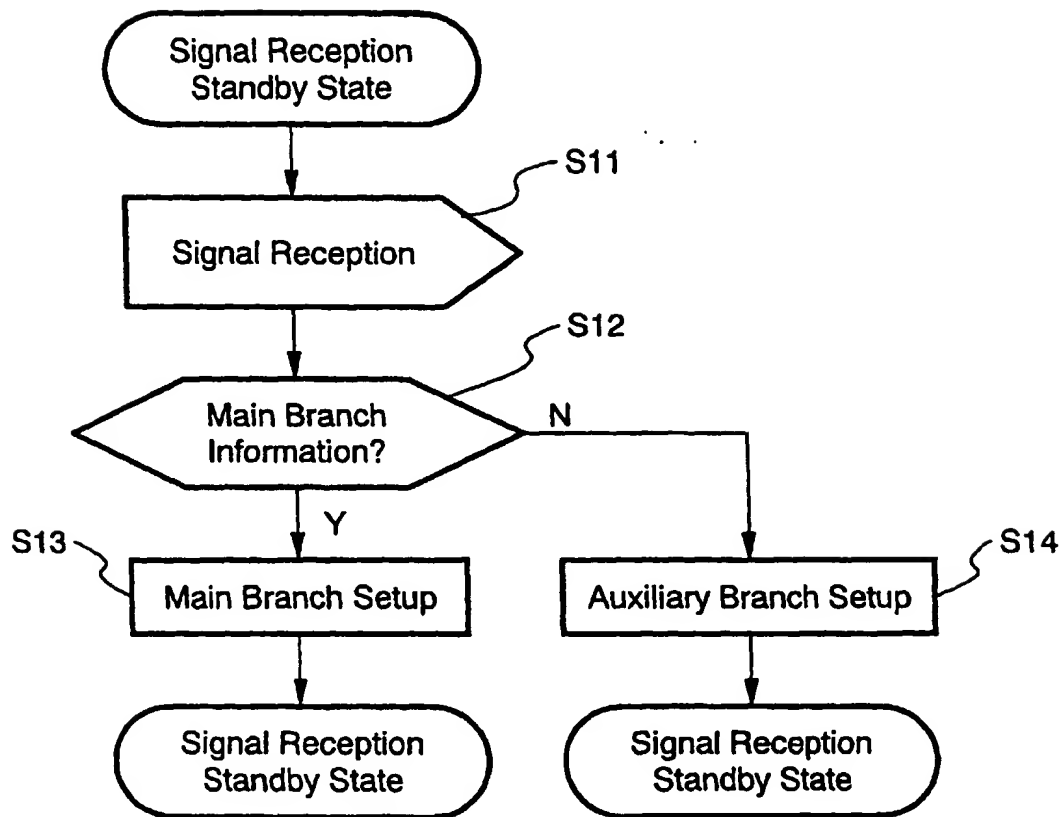 Signal Reception
Standby State
S11
Signal Reception
S12
Main Branch
Information?
N
Y
S13
Main Branch Setup
S14
Auxiliary Branch Setup
Signal Reception
Standby State
Signal Reception
Standby State